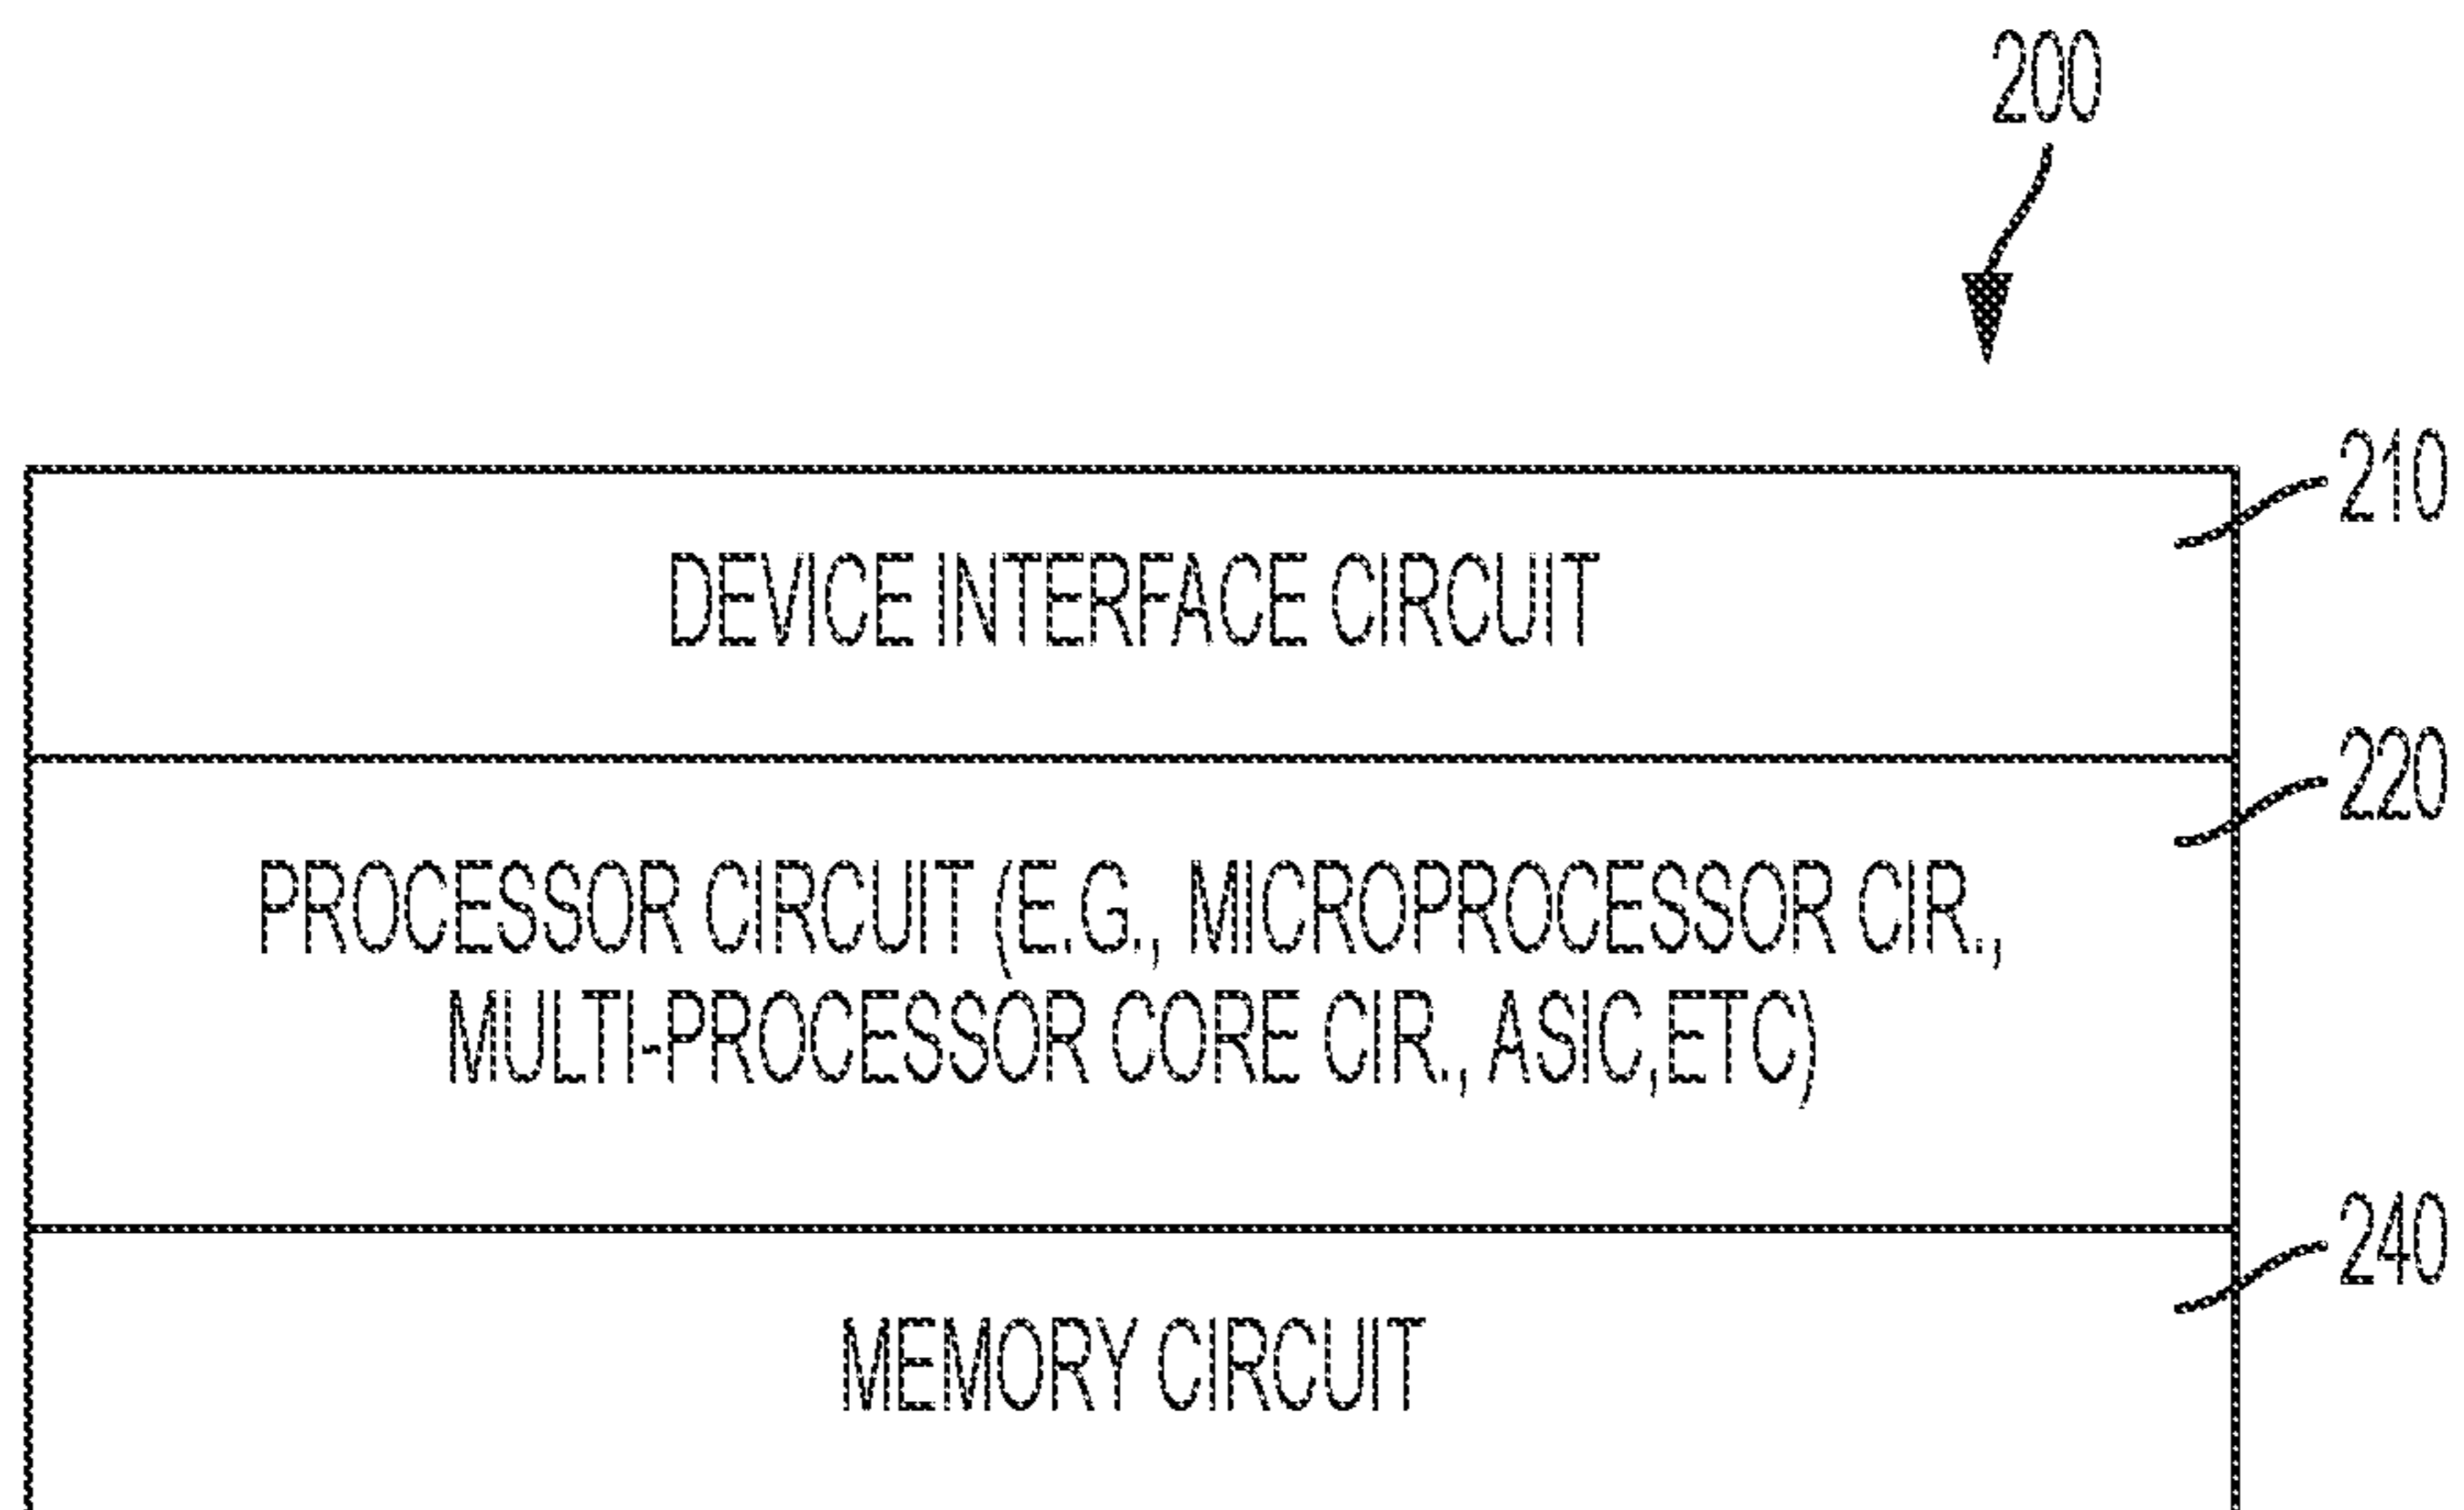 200
210
DEVICE INTERFACE CIRCUIT
220
PROCESSOR CIRCUIT (E.G., MICROPROCESSOR CIR.,
MULTI-PROCESSOR CORE CIR., ASIC,ETC)
240
MEMORY CIRCUIT